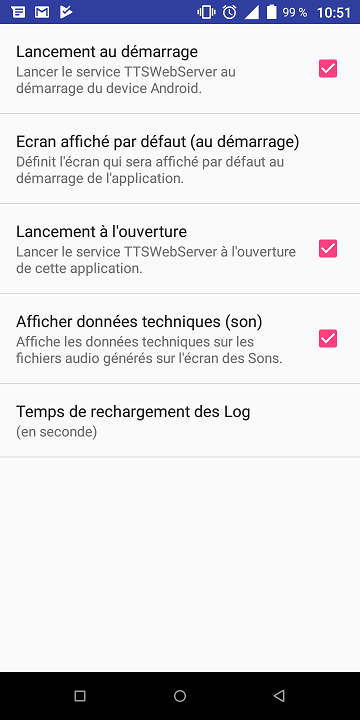 99 % 10:51
Lancement au démarrage
Lancer le service TTSWebServer au
démarrage du device Android.
Ecran affiché par défaut (au démarrage)
Définit l'écran qui sera affiché par défaut au
démarrage de l'application.
Lancement à l'ouverture
Lancer le service TTSWebServer à l'ouverture
de cette application.
Afficher données techniques (son)
Affiche les données techniques sur les
fichiers audio générés sur l'écran des Sons.
Temps de rechargement des Log
(en seconde)